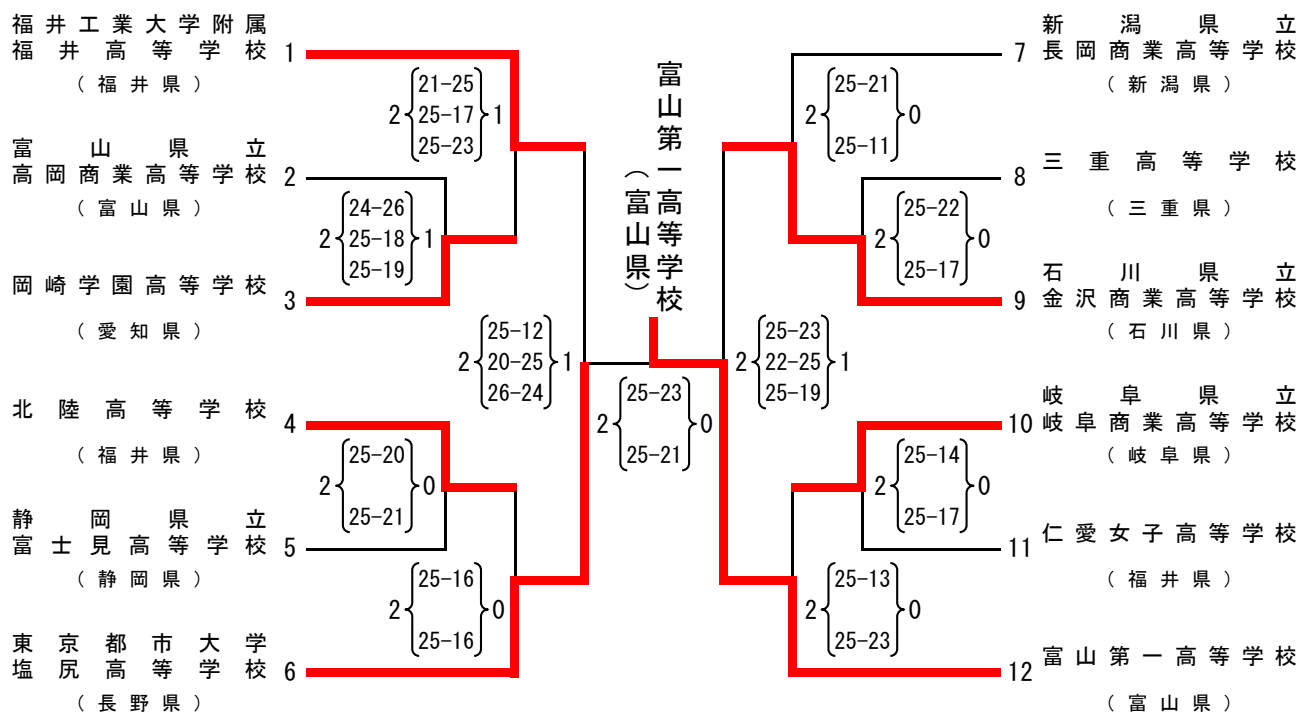 福井工業大学附属
福井高等学校
1
(福井県)
21-25
2 25-17 1
25-23
富山県立
高岡商業高等学校
2
(富山県)
24-26
2 25-18 1
25-19
岡崎学園高等学校
3
(愛知県)
25-12
2 20-25 1
26-24
北陸高等学校
4
(福井県)
25-20
2 0
25-21
静岡県立
富士見高等学校
5
(静岡県)
25-16
2 0
25-16
東京都市大学
塩尻高等学校
6
(長野県)
富山第一高等学校
(富山県)
25-23
2 0
25-21
新潟県立
長岡商業高等学校
7
(新潟県)
25-21
2 0
25-11
三重高等学校
8
(三重県)
25-22
2 0
25-17
石川県立
金沢商業高等学校
9
(石川県)
25-23
2 22-25 1
25-19
岐阜県立
岐阜商業高等学校
10
(岐阜県)
25-14
2 0
25-17
仁愛女子高等学校
11
(福井県)
25-13
2 0
25-23
富山第一高等学校
12
(富山県)